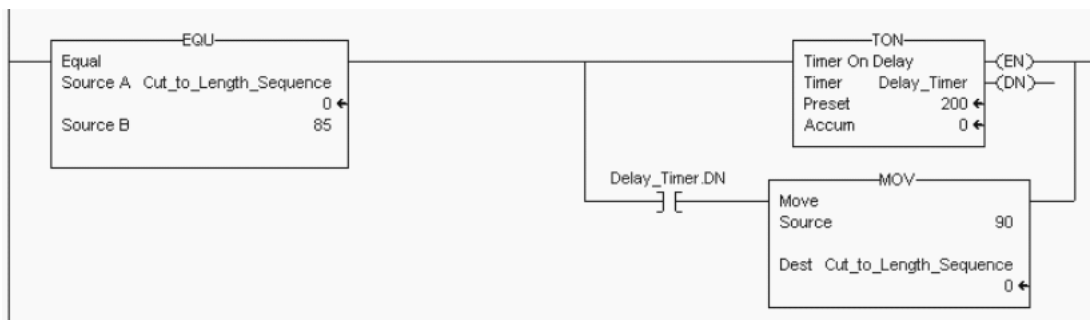 EQU
Equal
Source A Cut_to_Length_Sequence
0
Source B 85
TON
Timer On Delay
Timer Delay_Timer
Preset 200
Accum 0
(EN)
(DN)
Delay_Timer.DN
MOV
Move
Source 90
Dest Cut_to_Length_Sequence
0